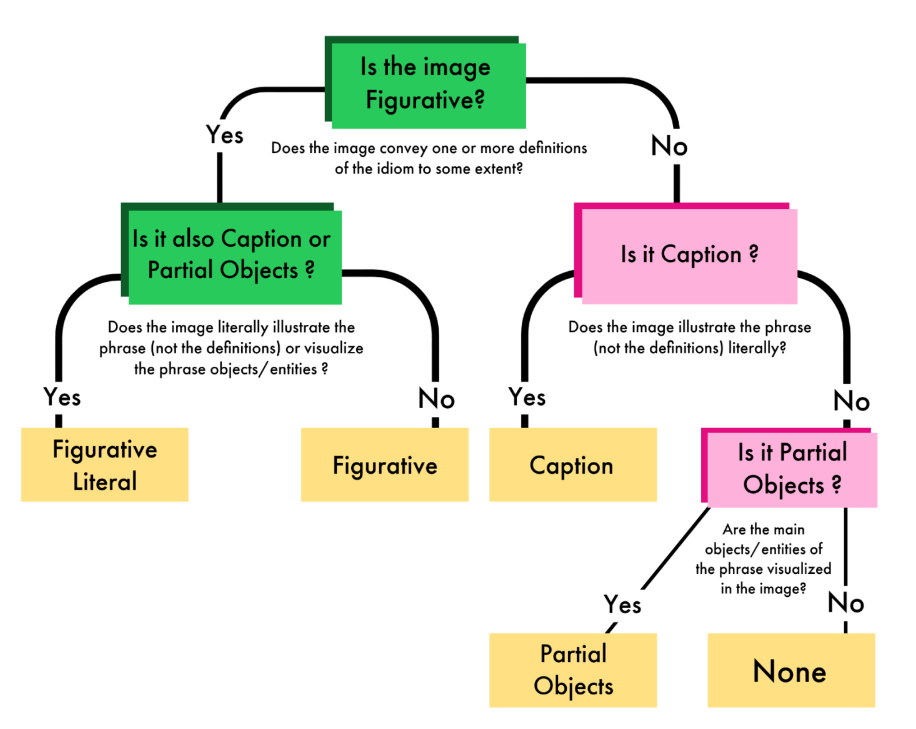 Is the image
Figurative?
Yes
No
Does the image convey one or more definitions
of the idiom to some extent?
Is it also Caption or
Partial Objects ?
Is it Caption ?
Does the image literally illustrate the
phrase (not the definitions) or visualize
the phrase objects/entities ?
Does the image illustrate the phrase
(not the definitions) literally?
Yes
No
Yes
No
Figurative
Literal
Figurative
Caption
Is it Partial
Objects ?
Are the main
objects/entities of
the phrase visualized
in the image?
Yes
No
Partial
Objects
None